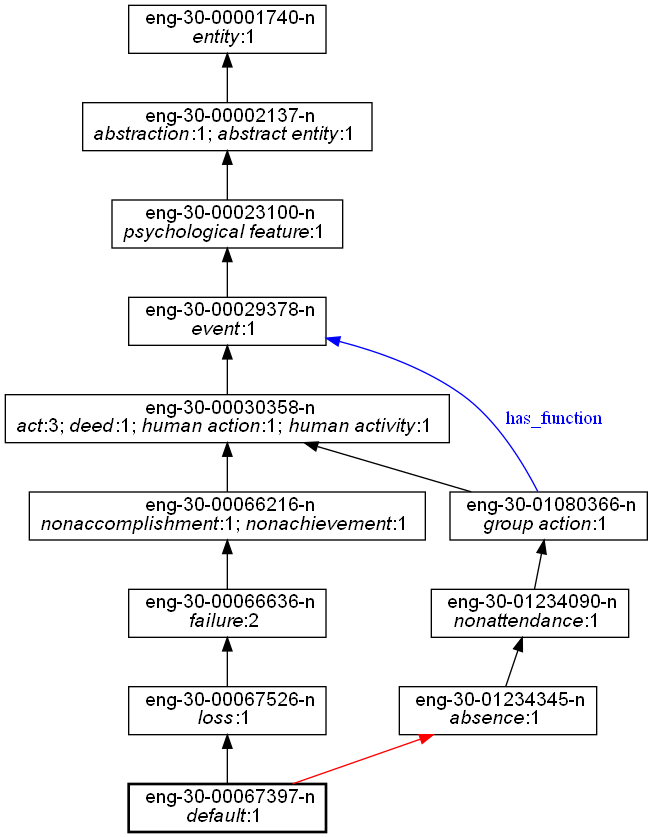 eng-30-00001740-n
entity:1
eng-30-00002137-n
abstraction:1; abstract entity:1
eng-30-00023100-n
psychological feature:1
eng-30-00029378-n
event:1
has_function
eng-30-00030358-n
act:3; deed:1; human action:1; human activity:1
eng-30-00066216-n
nonaccomplishment:1; nonachievement:1
eng-30-01080366-n
group action:1
eng-30-00066636-n
failure:2
eng-30-01234090-n
nonattendance:1
eng-30-00067526-n
loss:1
eng-30-01234345-n
absence:1
eng-30-00067397-n
default:1